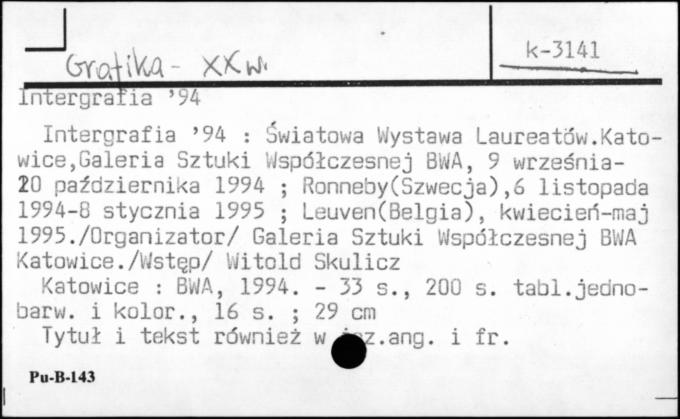 Grafika - XX w.
k-3141
Intergrafia '94
Intergrafia '94 : Światowa Wystawa Laureatów.Kato-
wice,Galeria Sztuki Współczesnej BWA, 9 września-
20 października 1994 ; Ronneby(Szwecja),6 listopada
1994-8 stycznia 1995 ; Leuven(Belgia), kwiecień-maj
1995./Organizator/ Galeria Sztuki Współczesnej BWA
Katowice./Wstęp/ Witold Skulicz
Katowice : BWA, 1994. - 33 s., 200 s. tabl.jedno-
barw. i kolor., 16 s. ; 29 cm
Tytuł i tekst również w z.ang. i fr.
Pu-B-143